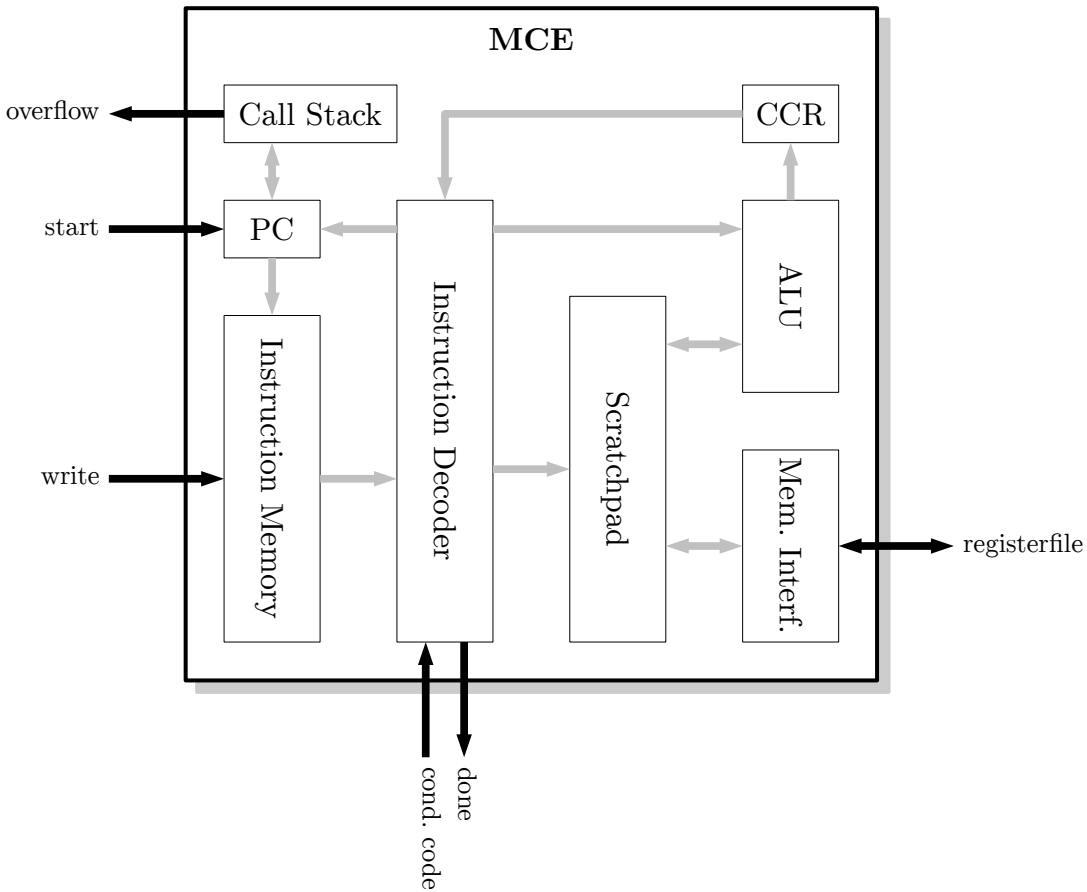 MCE
overflow
Call Stack
CCR
start
PC
ALU
Instruction Decoder
Instruction Memory
Scratchpad
write
Mem. Interf.
registerfile
cond. code
done